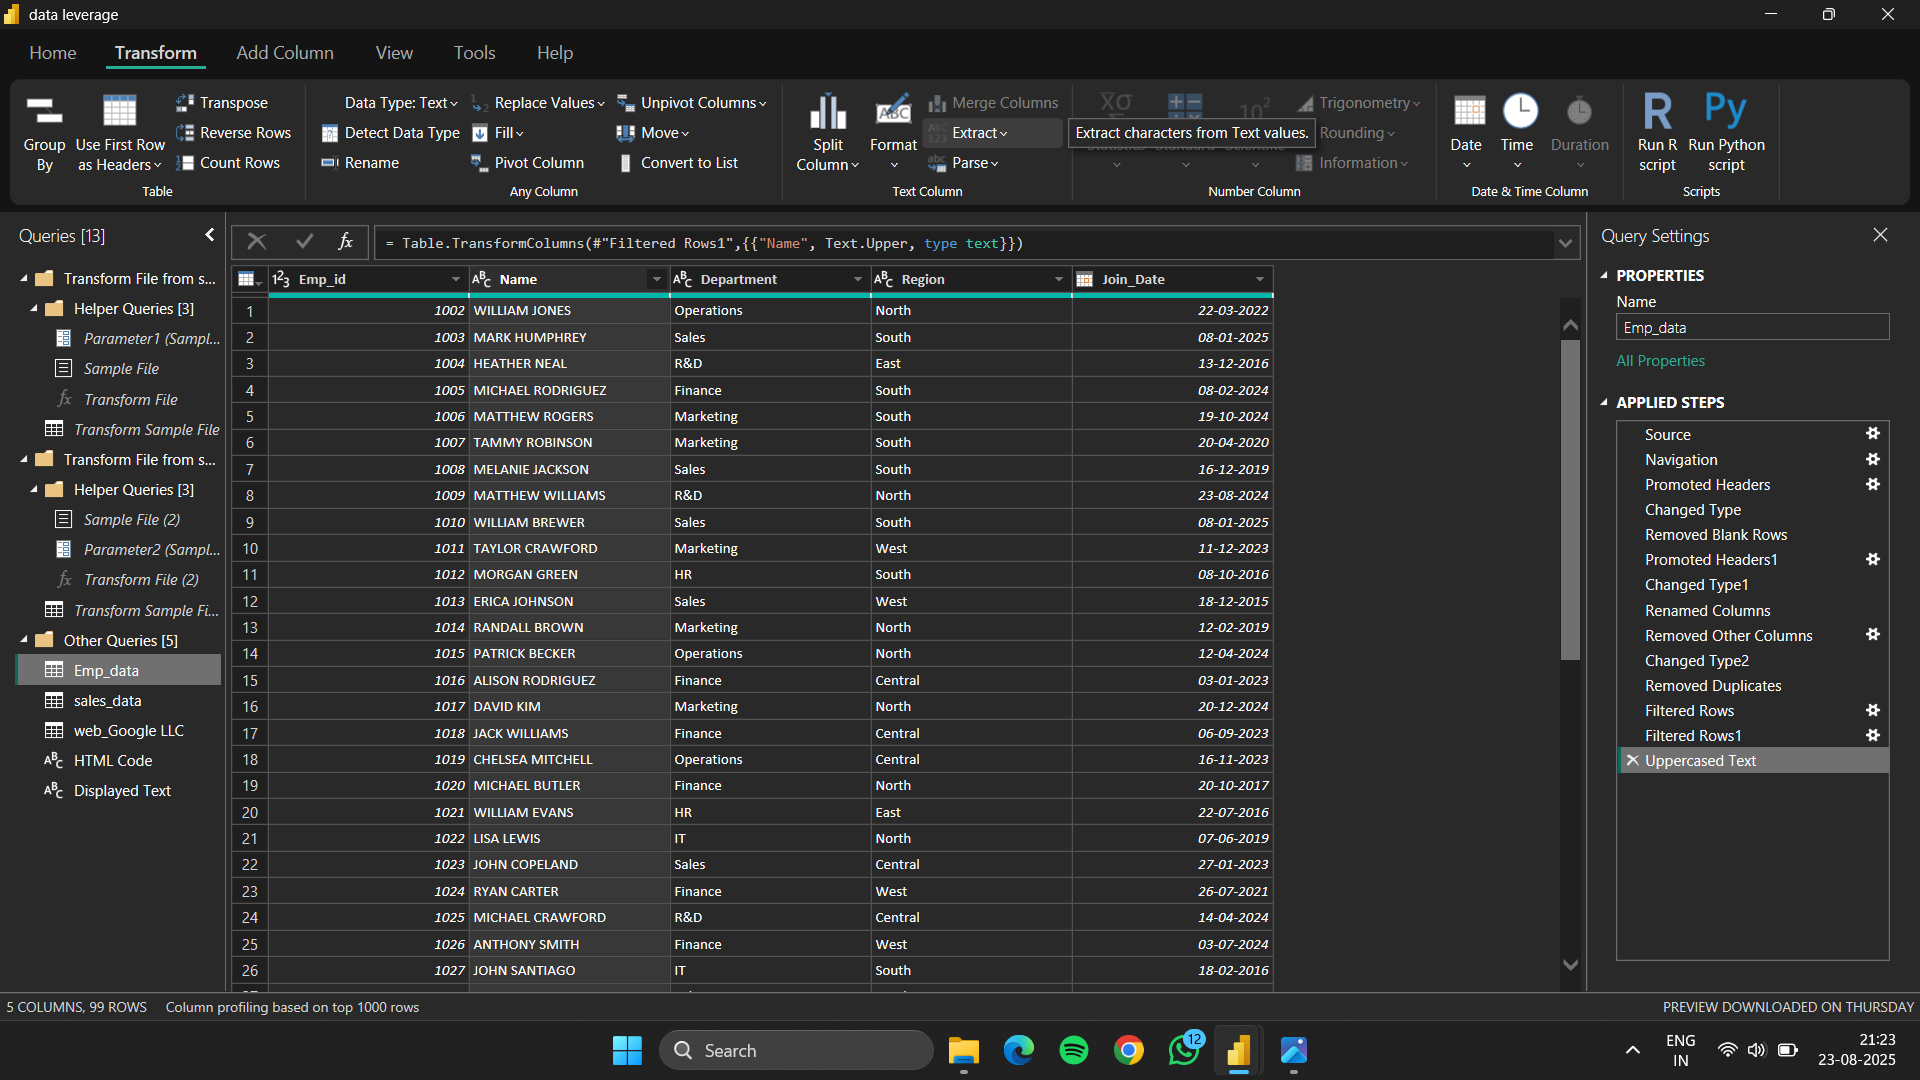 data leverage
Home Transform Add Column View Tools Help
Group By
Use First Row as Headers
Transpose
Reverse Rows
Count Rows
Table
Data Type: Text
Detect Data Type
Rename
Replace Values
Fill
Pivot Column
Unpivot Columns
Move
Convert to List
Any Column
Split Column
Format
Merge Columns
Extract
Parse
Text Column
Extract characters from Text values.
Trigonometry
Rounding
Information
Number Column
Date
Time
Duration
Date & Time Column
Run R script
Run Python script
Scripts
Queries [13]
Transform File from s...
Helper Queries [3]
Parameter1 (Sampl...
Sample File
Transform File
Transform Sample File
Transform File from s...
Helper Queries [3]
Sample File (2)
Parameter2 (Sampl...
Transform File (2)
Transform Sample Fi...
Other Queries [5]
Emp_data
sales_data
web_Google LLC
HTML Code
Displayed Text
= Table.TransformColumns(#"Filtered Rows1",{{"Name", Text.Upper, type text}})
Emp_id Name Department Region Join_Date
1 1002 WILLIAM JONES Operations North 22-03-2022
2 1003 MARK HUMPHREY Sales South 08-01-2025
3 1004 HEATHER NEAL R&D East 13-12-2016
4 1005 MICHAEL RODRIGUEZ Finance South 08-02-2024
5 1006 MATTHEW ROGERS Marketing South 19-10-2024
6 1007 TAMMY ROBINSON Marketing South 20-04-2020
7 1008 MELANIE JACKSON Sales South 16-12-2019
8 1009 MATTHEW WILLIAMS R&D North 23-08-2024
9 1010 WILLIAM BREWER Sales South 08-01-2025
10 1011 TAYLOR CRAWFORD Marketing West 11-12-2023
11 1012 MORGAN GREEN HR South 08-10-2016
12 1013 ERICA JOHNSON Sales West 18-12-2015
13 1014 RANDALL BROWN Marketing North 12-02-2019
14 1015 PATRICK BECKER Operations North 12-04-2024
15 1016 ALISON RODRIGUEZ Finance Central 03-01-2023
16 1017 DAVID KIM Marketing North 20-12-2024
17 1018 JACK WILLIAMS Finance Central 06-09-2023
18 1019 CHELSEA MITCHELL Operations Central 16-11-2023
19 1020 MICHAEL BUTLER Finance North 20-10-2017
20 1021 WILLIAM EVANS HR East 22-07-2016
21 1022 LISA LEWIS IT North 07-06-2019
22 1023 JOHN COPELAND Sales Central 27-01-2023
23 1024 RYAN CARTER Finance West 26-07-2021
24 1025 MICHAEL CRAWFORD R&D Central 14-04-2024
25 1026 ANTHONY SMITH Finance West 03-07-2024
26 1027 JOHN SANTIAGO IT South 18-02-2016
Query Settings
PROPERTIES
Name
Emp_data
All Properties
APPLIED STEPS
Source
Navigation
Promoted Headers
Changed Type
Removed Blank Rows
Promoted Headers1
Changed Type1
Renamed Columns
Removed Other Columns
Changed Type2
Removed Duplicates
Filtered Rows
Filtered Rows1
Uppercased Text
5 COLUMNS, 99 ROWS Column profiling based on top 1000 rows
PREVIEW DOWNLOADED ON THURSDAY
Search
12
ENG
IN
21:23
23-08-2025